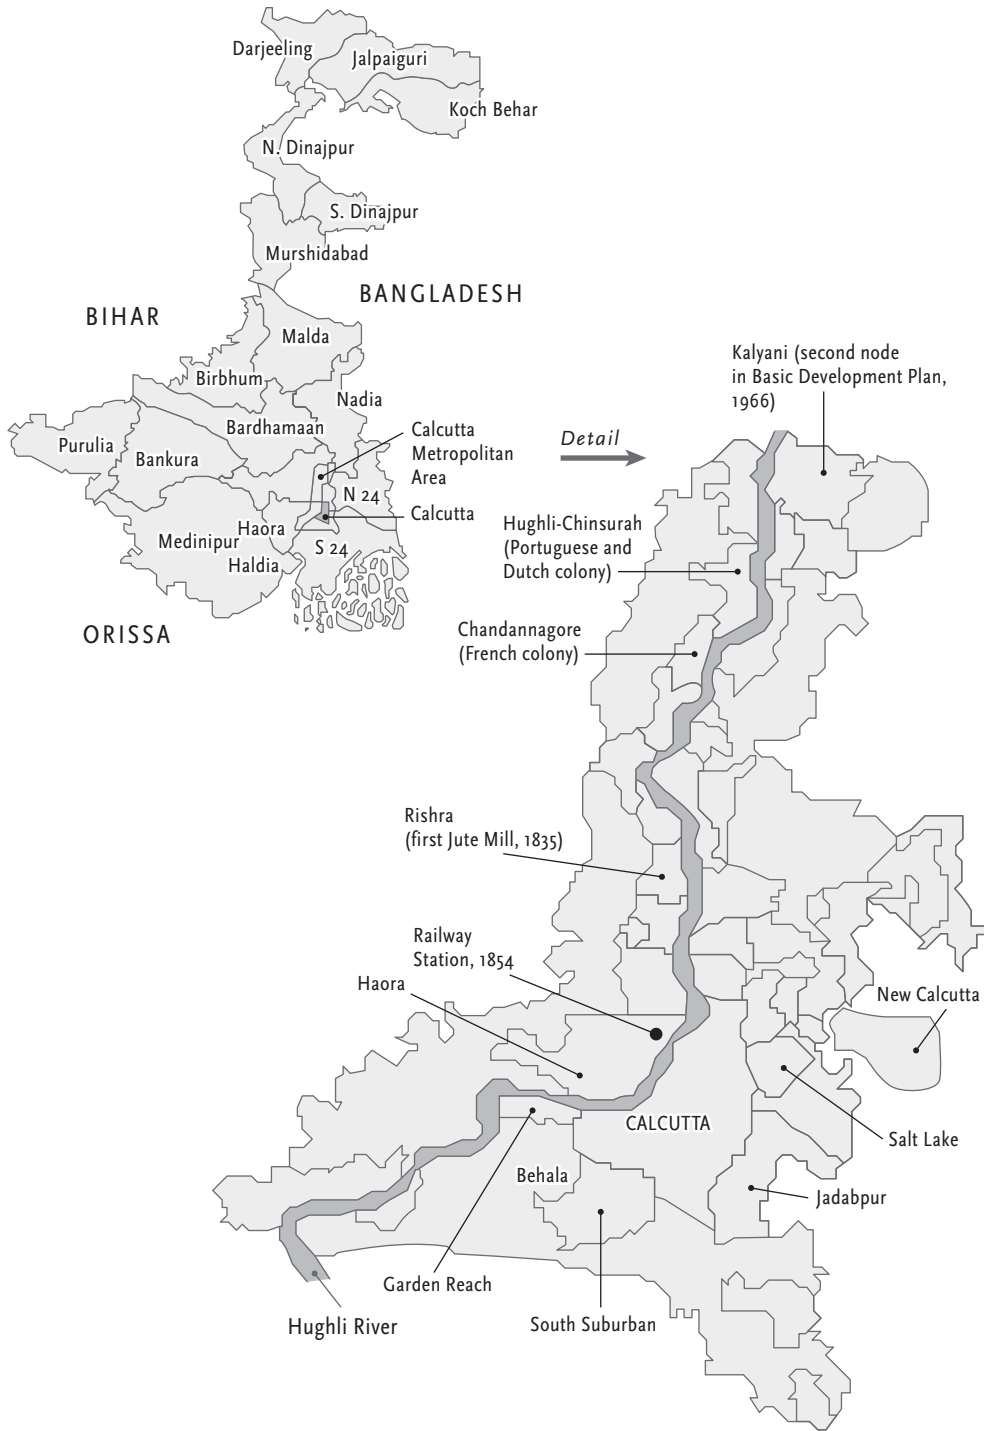 Darjeeling
Jalpaiguri
Koch Behar
N. Dinajpur
S. Dinajpur
Murshidabad
BANGLADESH
BIHAR
Malda
Birbhum
Nadia
Bardhamaan
Purulia
Bankura
Calcutta
Metropolitan
Area
N 24
Calcutta
Haora
Medinipur
S 24
Haldia
ORISSA
Detail
Kalyani (second node
in Basic Development Plan,
1966)
Hughli-Chinsurah
(Portuguese and
Dutch colony)
Chandannagore
(French colony)
Rishra
(first Jute Mill, 1835)
Railway
Station, 1854
Haora
New Calcutta
CALCUTTA
Salt Lake
Behala
Jadabpur
Garden Reach
South Suburban
Hughli River